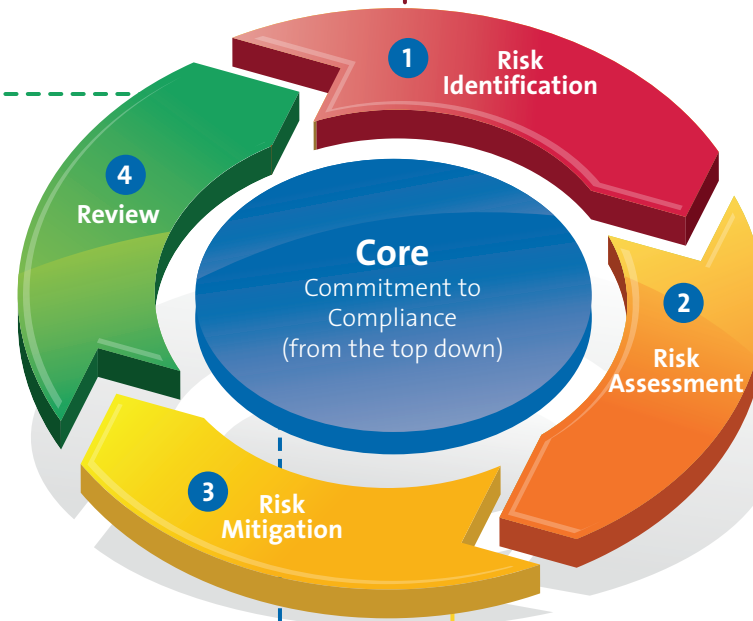 1
Risk
Identification
2
Risk
Assessment
3
Risk
Mitigation
4
Review
Core
Commitment to
Compliance
(from the top down)